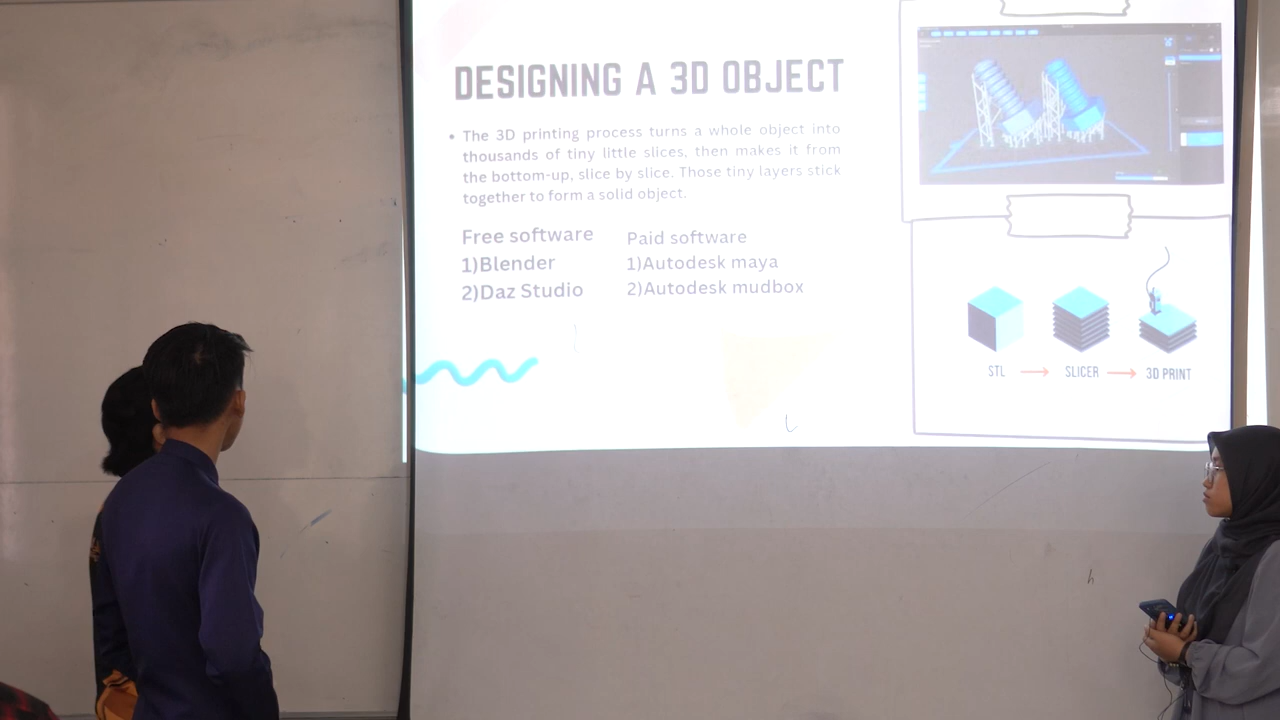 DESIGNING A 3D OBJECT
• The 3D printing process turns a whole object into
thousands of tiny little slices, then makes it from
the bottom-up, slice by slice. Those tiny layers stick
together to form a solid object.
Free software
1)Blender
2)Daz Studio
Paid software
1)Autodesk maya
2)Autodesk mudbox
STL → SLICER → 3D PRINT